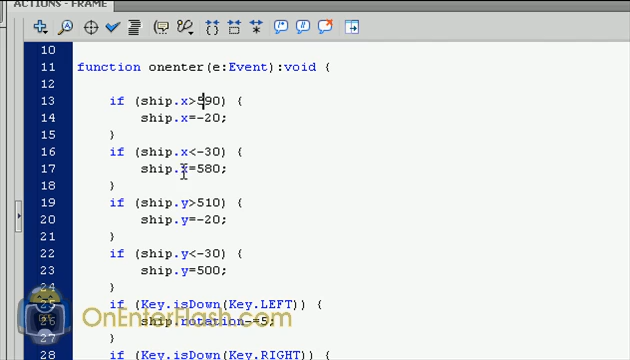 ACTIONS - FRAME
10
11 function onenter(e:Event):void {
12
13 if (ship.x>590) {
14 ship.x=-20;
15 }
16 if (ship.x<-30) {
17 ship.x=580;
18 }
19 if (ship.y>510) {
20 ship.y=-20;
21 }
22 if (ship.y<-30) {
23 ship.y=500;
24 }
25 if (Key.isDown(Key.LEFT)) {
OnEnterFlash.com
26 ship.rotation-=5;
27 }
28 if (Key.isDown(Key.RIGHT)) {